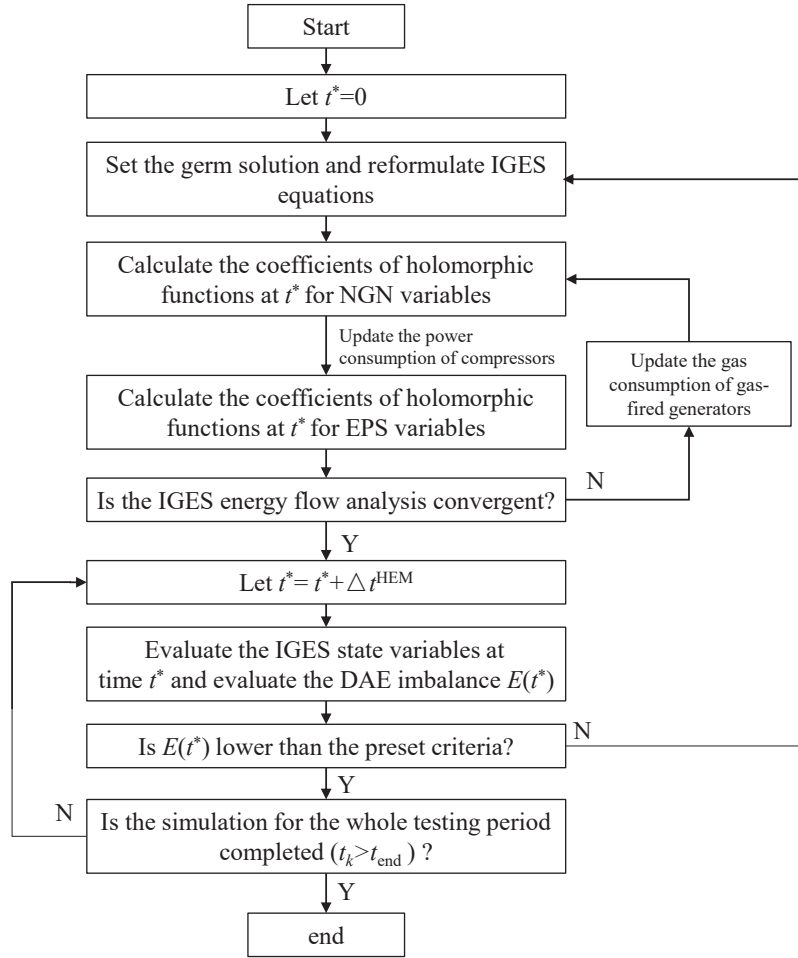 Start
Let t*=0
Set the germ solution and reformulate IGES
equations
Calculate the coefficients of holomorphic
functions at t* for NGN variables
Update the power
consumption of compressors
Update the gas
consumption of gas-
fired generators
Calculate the coefficients of holomorphic
functions at t* for EPS variables
Is the IGES energy flow analysis convergent?
N
Y
Let t*= t*+△t^HEM
Evaluate the IGES state variables at
time t* and evaluate the DAE imbalance E(t*)
Is E(t*) lower than the preset criteria?
N
Y
N
Is the simulation for the whole testing period
completed (t_k>t_end) ?
Y
end